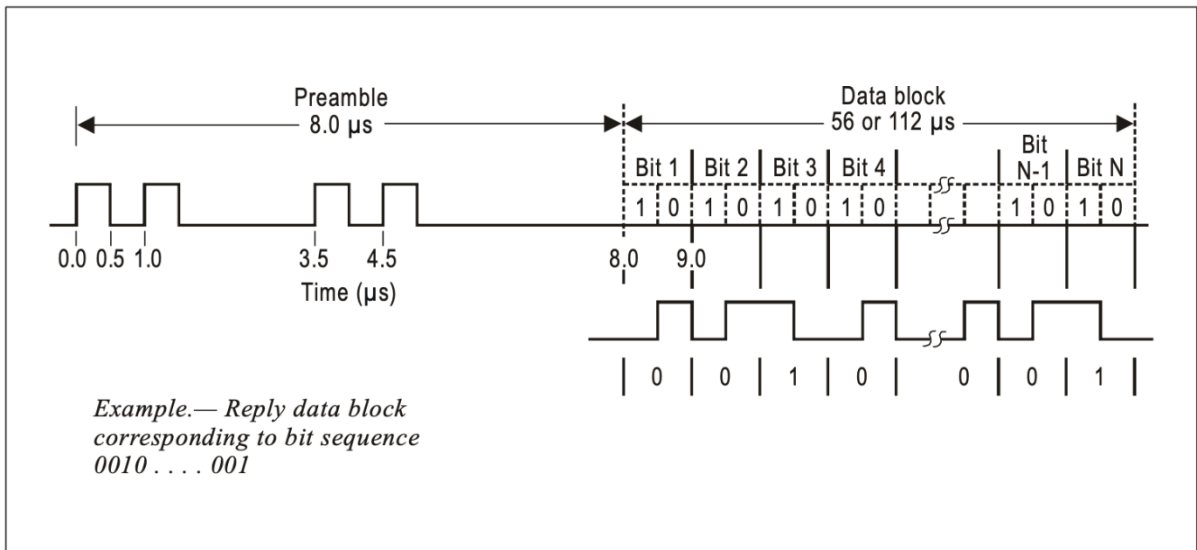 Preamble
8.0 µs
Data block
56 or 112 µs
Bit 1 Bit 2 Bit 3 Bit 4 Bit N-1 Bit N
1 0 1 0 1 0 1 0 1 0 1 0
0.0 0.5 1.0 3.5 4.5 8.0 9.0
Time (µs)
0 0 1 0 0 0 1
Example.— Reply data block
corresponding to bit sequence
0010 . . . . 001